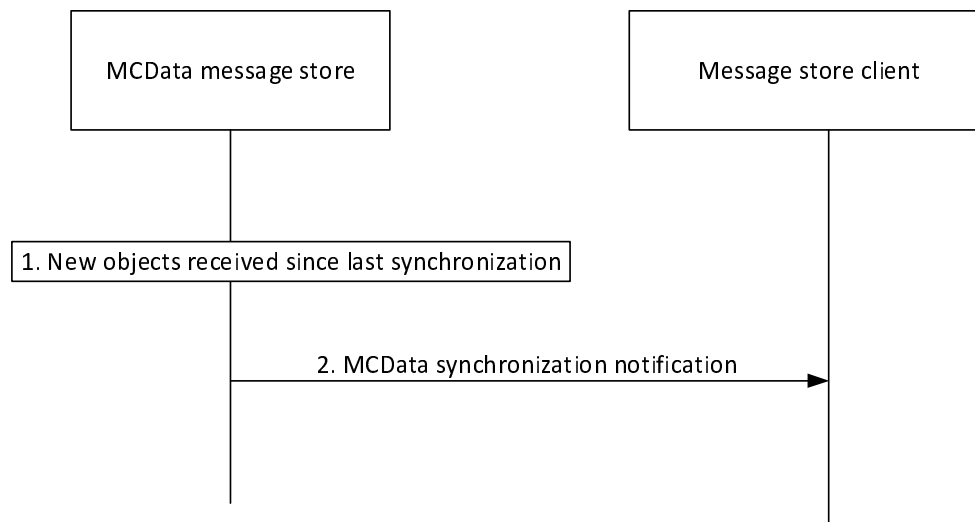 MCData message store
Message store client
1. New objects received since last synchronization
2. MCData synchronization notification